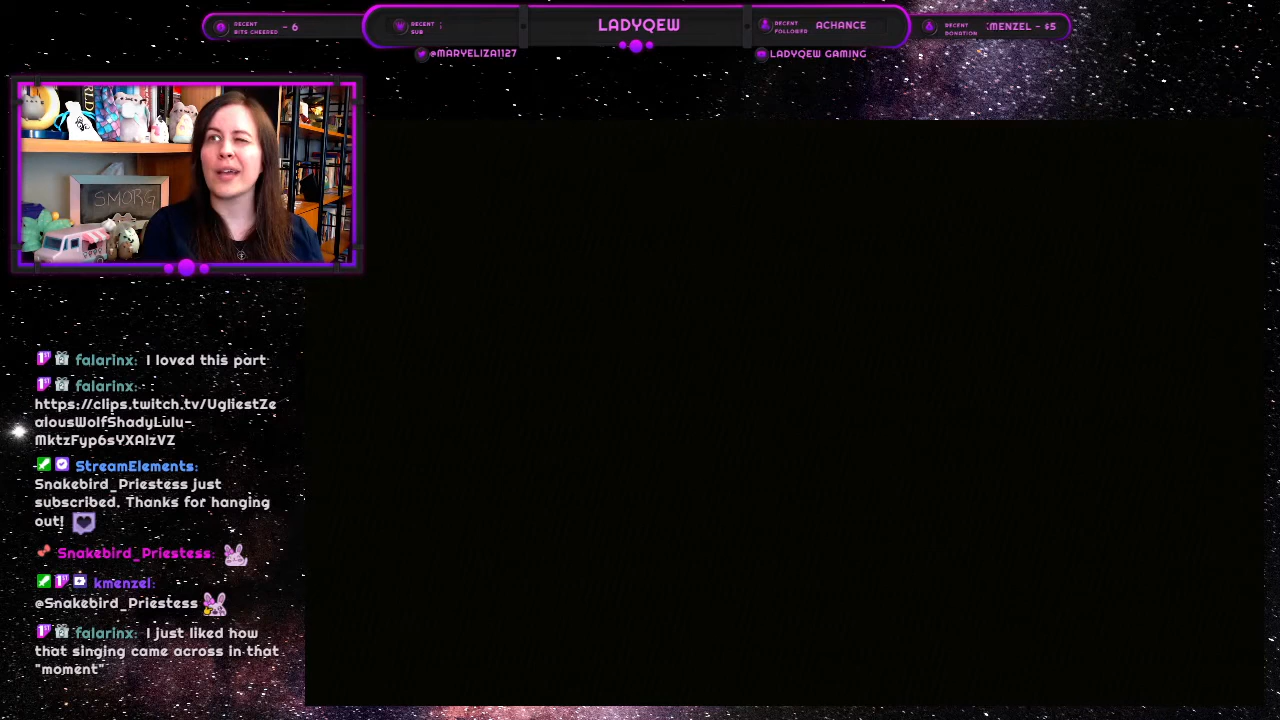 RECENT
BITS CHEERED
- 6
RECENT
SUB
LADYQEW
RECENT
FOLLOWER
ACHANCE
RECENT
DONATION
MENZEL - $5
@MARYELIZA1127
LADYQEW GAMING
SMORG
falarinx: I loved this part
falarinx:
https://clips.twitch.tv/UgliestZe
alousWolfShadyLulu-
StreamElements:
Snakebird_Priestess just
subscribed. Thanks for hanging
out!
Snakebird_Priestess:
kmenzel:
@Snakebird_Priestess
falarinx: I just liked how
that singing came across in that
"moment"